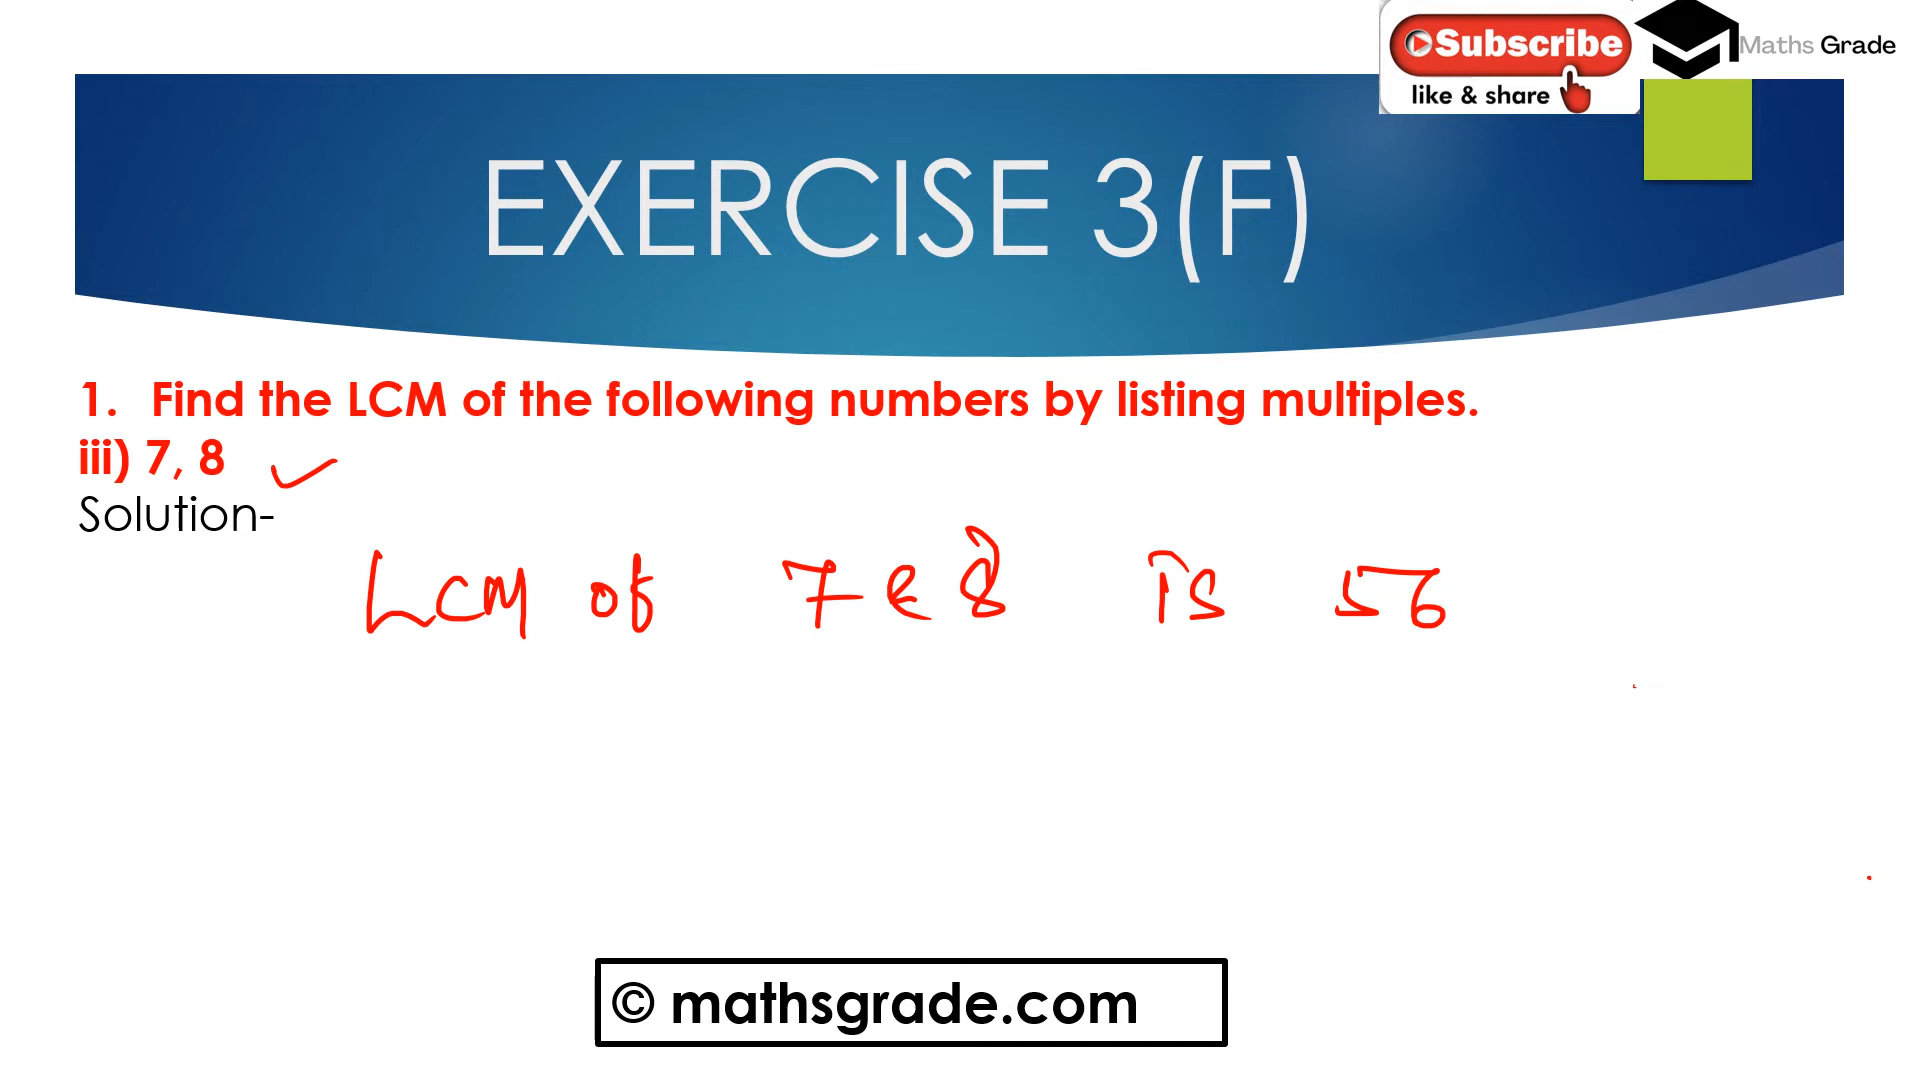 Subscribe
like & share
Maths Grade
EXERCISE 3(F)
1. Find the LCM of the following numbers by listing multiples.
iii) 7, 8
Solution-
LCM of 7 & 8 is 56
© mathsgrade.com